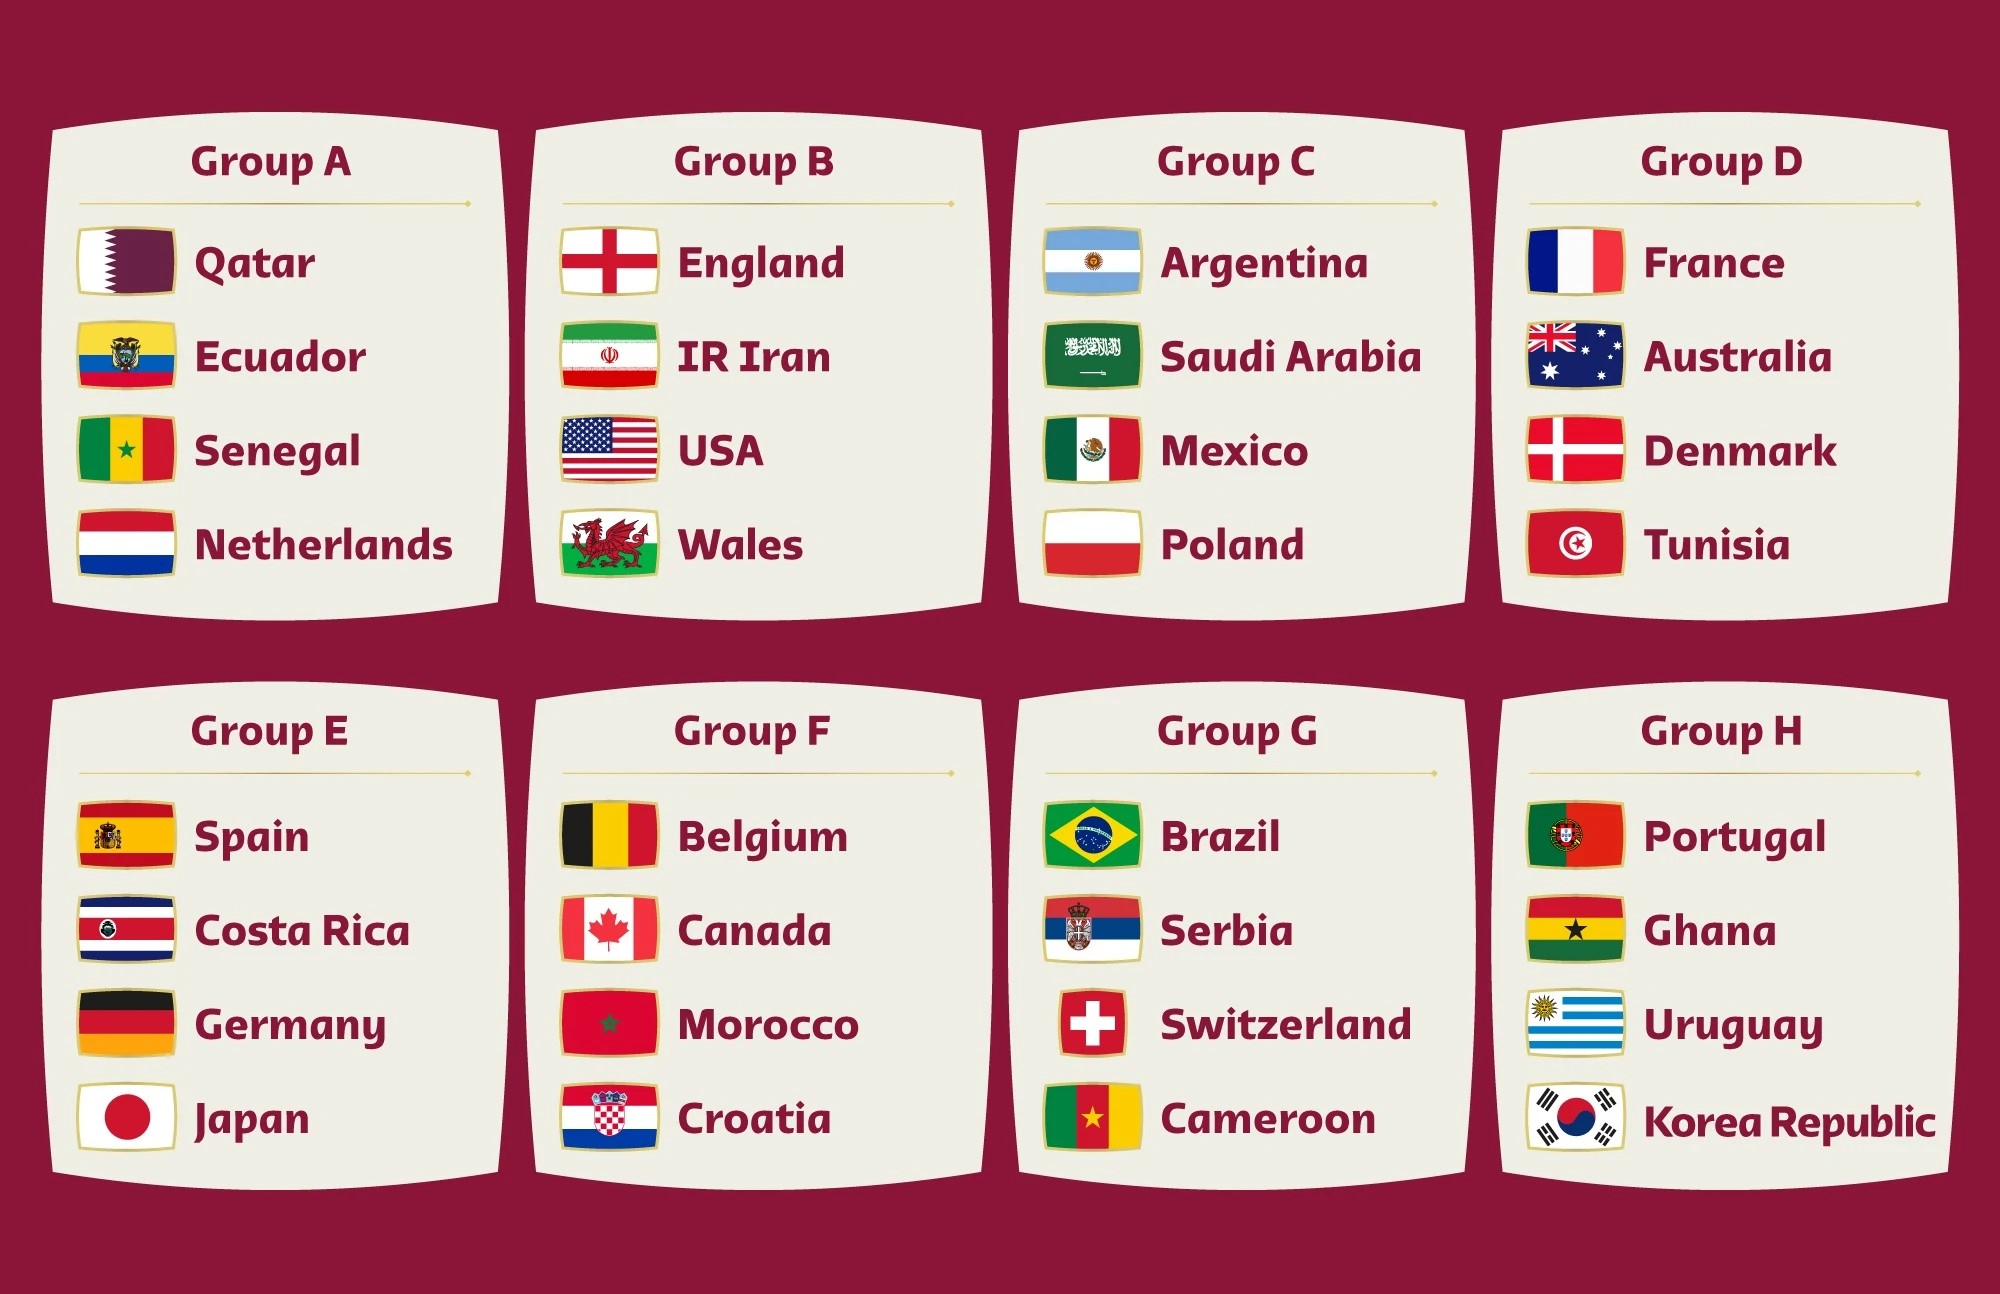 Group A
Qatar
Ecuador
Senegal
Netherlands
Group B
England
IR Iran
USA
Wales
Group C
Argentina
Saudi Arabia
Mexico
Poland
Group D
France
Australia
Denmark
Tunisia
Group E
Spain
Costa Rica
Germany
Japan
Group F
Belgium
Canada
Morocco
Croatia
Group G
Brazil
Serbia
Switzerland
Cameroon
Group H
Portugal
Ghana
Uruguay
Korea Republic